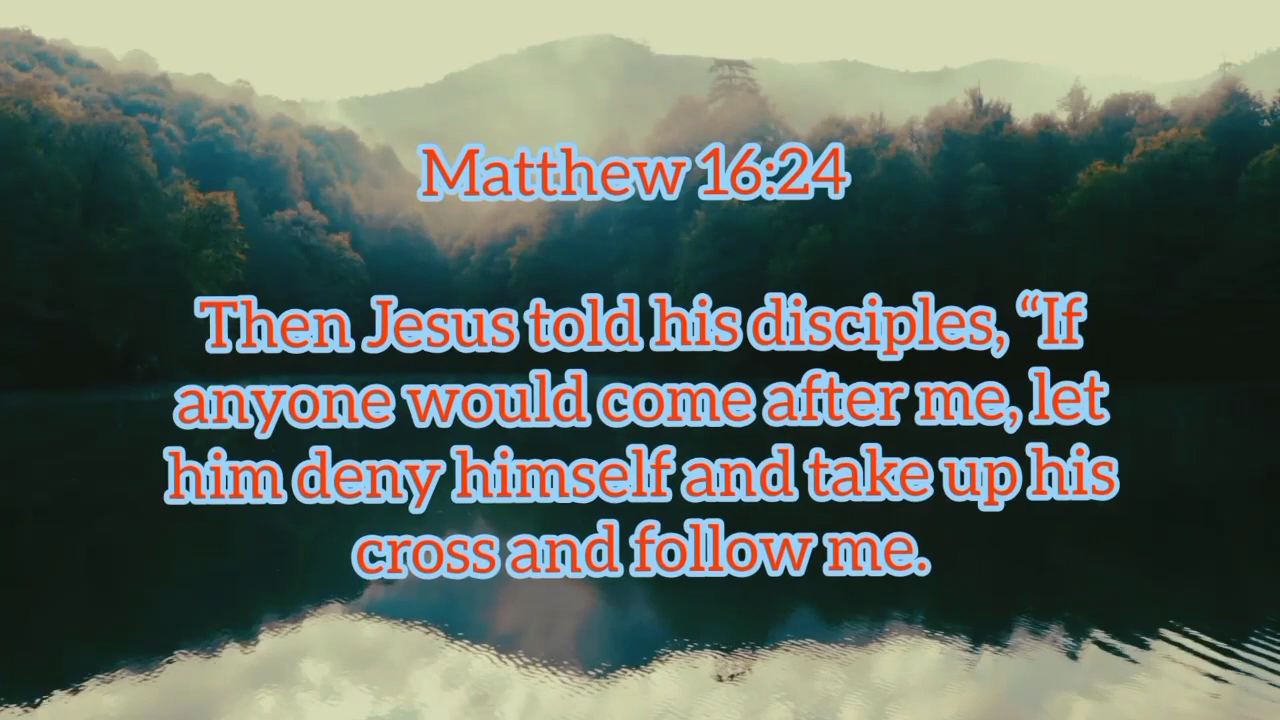 Matthew 16:24
Then Jesus told his disciples, “If
anyone would come after me, let
him deny himself and take up his
cross and follow me.